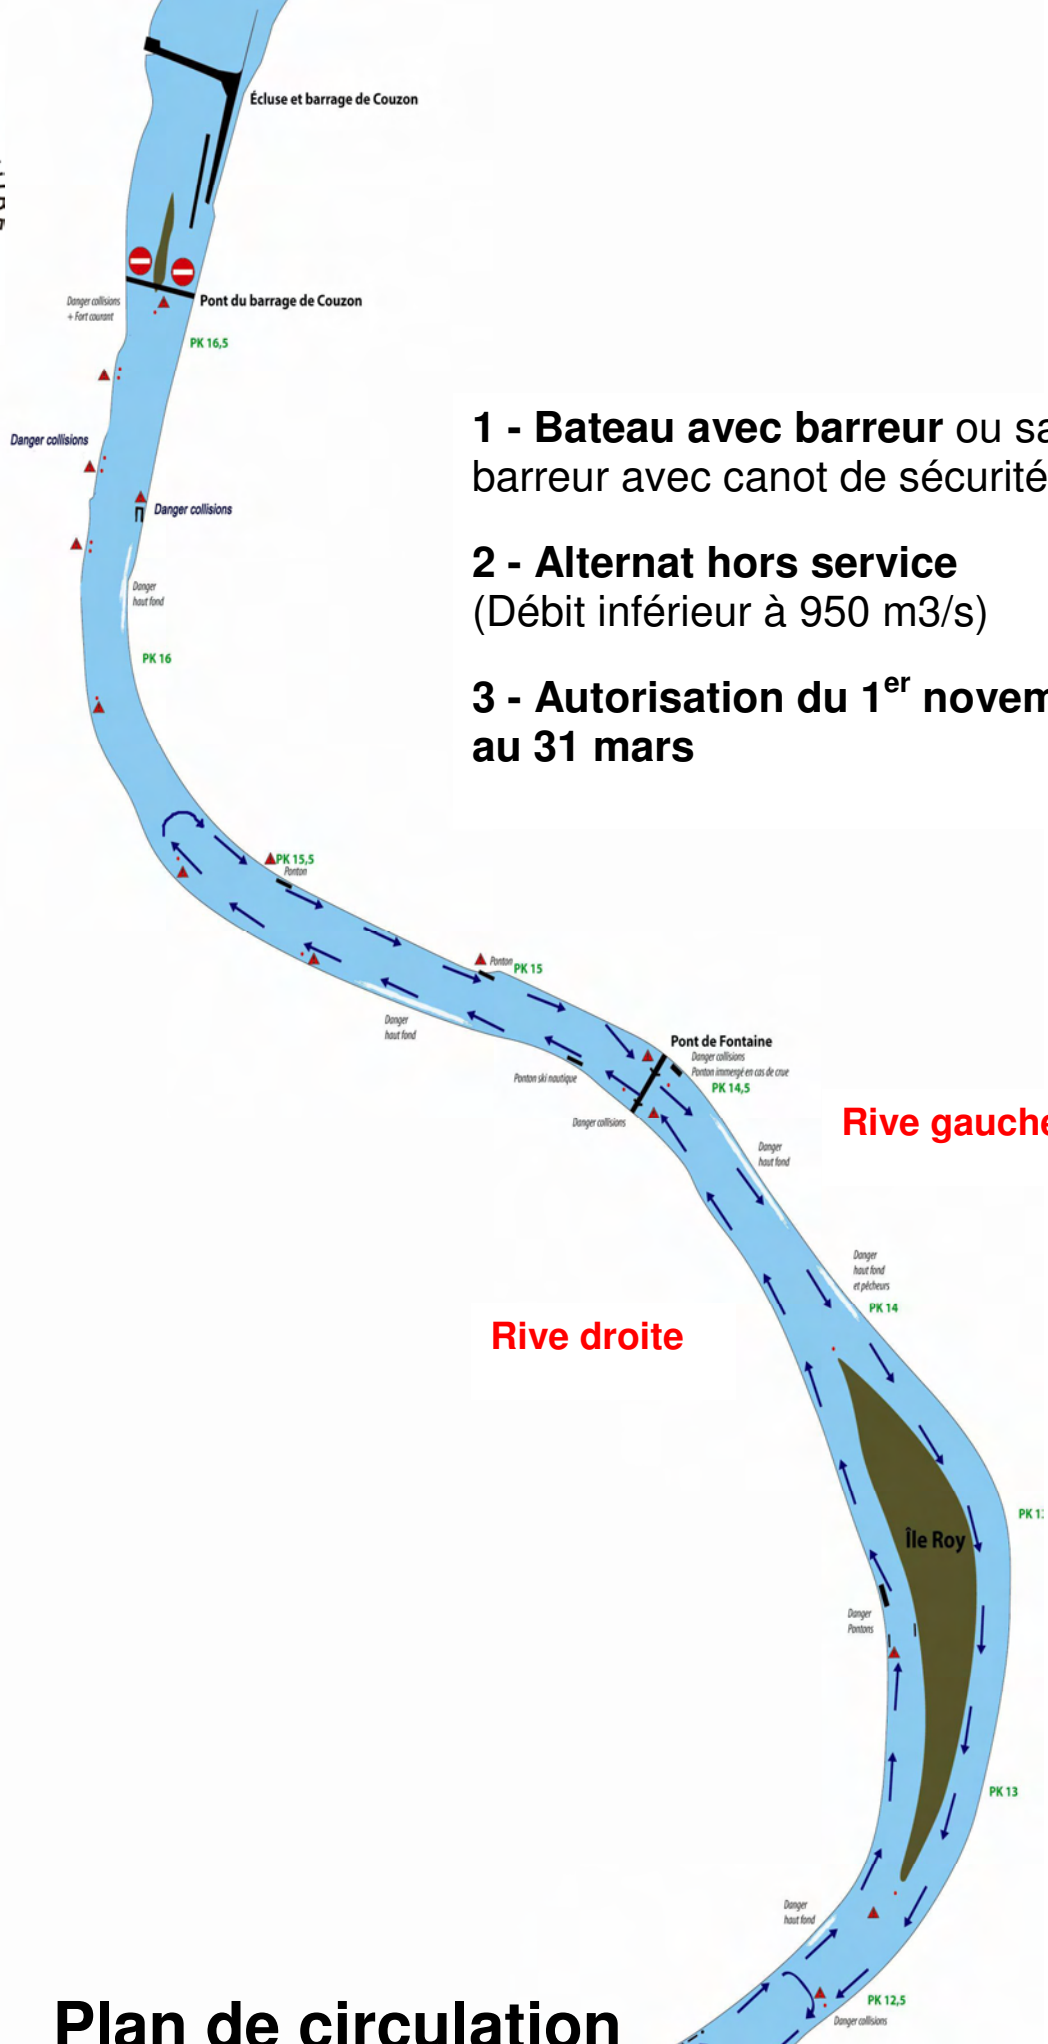 Écluse et barrage de Couzon
Danger collisions
+ Fort courant
Pont du barrage de Couzon
PK 16,5
1 - Bateau avec barreur ou sa
barreur avec canot de sécurité
Danger collisions
Danger collisions
2 - Alternat hors service
(Débit inférieur à 950 m3/s)
Danger
haut fond
PK 16
3 - Autorisation du 1er novem
au 31 mars
PK 15,5
Ponton
Ponton
PK 15
Danger
haut fond
Pont de Fontaine
Danger collisions
Ponton immergé en cas de crue
PK 14,5
Ponton ski nautique
Danger collisions
Rive gauche
Danger
haut fond
Danger
haut fond
et pêcheurs
PK 14
Rive droite
PK 1
Île Roy
Danger
Pontons
PK 13
Danger
haut fond
PK 12,5
Danger collisions
Plan de circulation